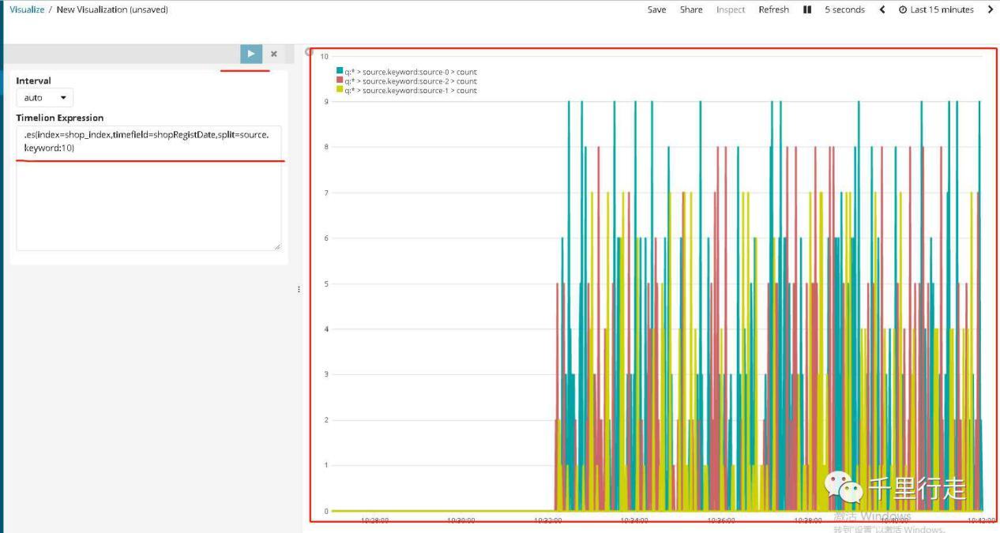 Visualize / New Visualization (unsaved)
Save Share Inspect Refresh 5 seconds Last 15 minutes
Interval
auto
Timelion Expression
.es(index=shop_index,timefield=shopRegistDate,split=source.
keyword:10)
q:* > source.keyword:source-0 > count
q:* > source.keyword:source-2 > count
q:* > source.keyword:source-1 > count
10
9
8
7
6
5
4
3
2
1
0
10:28:00 10:30:00 10:32:00 10:34:00 10:36:00 10:38:00 10:40:00 10:42:00
千里行走
激活 Windows
转到"设置"以激活 Windows。